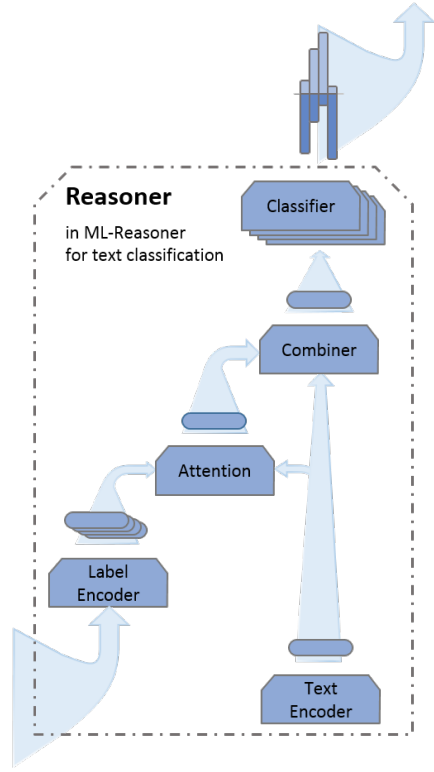 Reasoner
in ML-Reasoner
for text classification
Classifier
Combiner
Attention
Label
Encoder
Text
Encoder